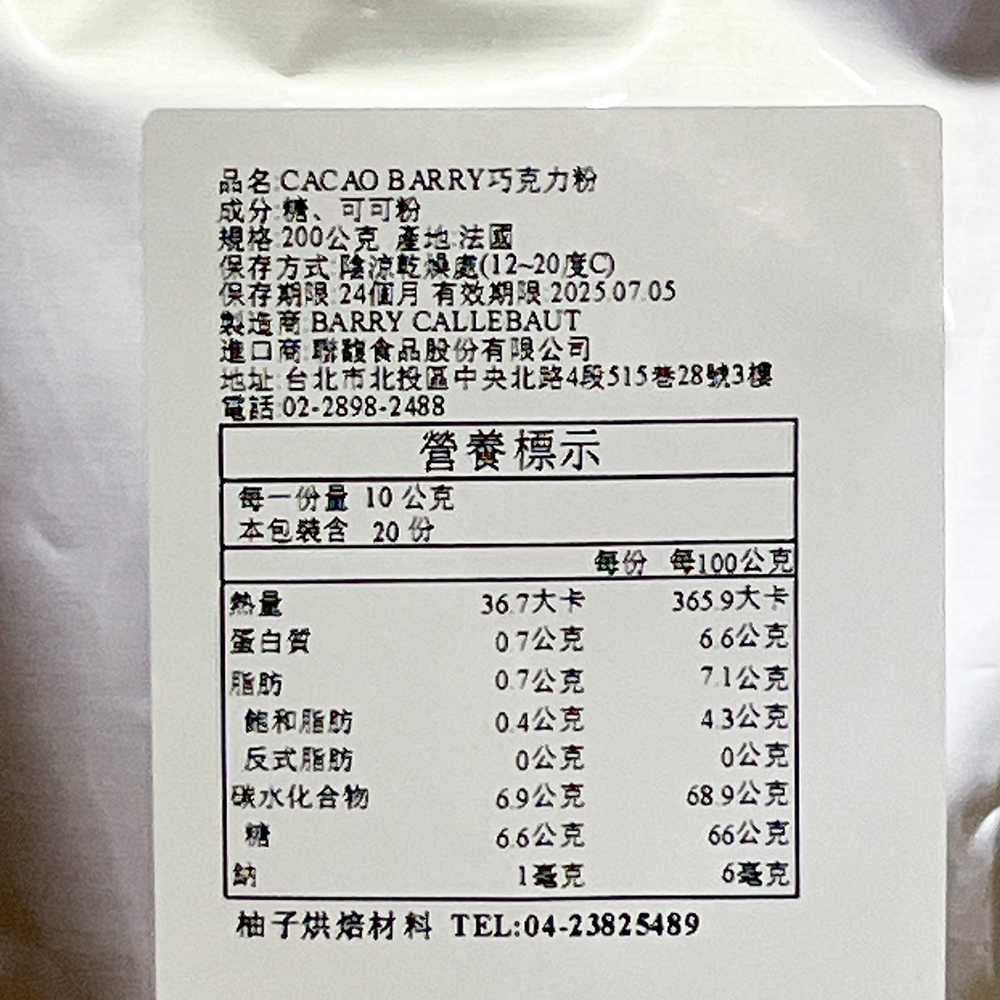 品名:CACAO BARRY巧克力粉
成分:糖、可可粉
規格:200公克 產地:法國
保存方式:陰涼乾燥處(12~20度C)
保存期限:24個月 有效期限:2025.07.05
製造商:BARRY CALLEBAUT
進口商:聯馥食品股份有限公司
地址:台北市北投區中央北路4段515巷28號3樓
電話:02-2898-2488
營養標示
每一份量 10 公克
本包裝含 20 份
每份 每100公克
熱量 36.7大卡 365.9大卡
蛋白質 0.7公克 6.6公克
脂肪 0.7公克 7.1公克
飽和脂肪 0.4公克 4.3公克
反式脂肪 0公克 0公克
碳水化合物 6.9公克 68.9公克
糖 6.6公克 66公克
鈉 1毫克 6毫克
柚子烘焙材料 TEL:04-23825489